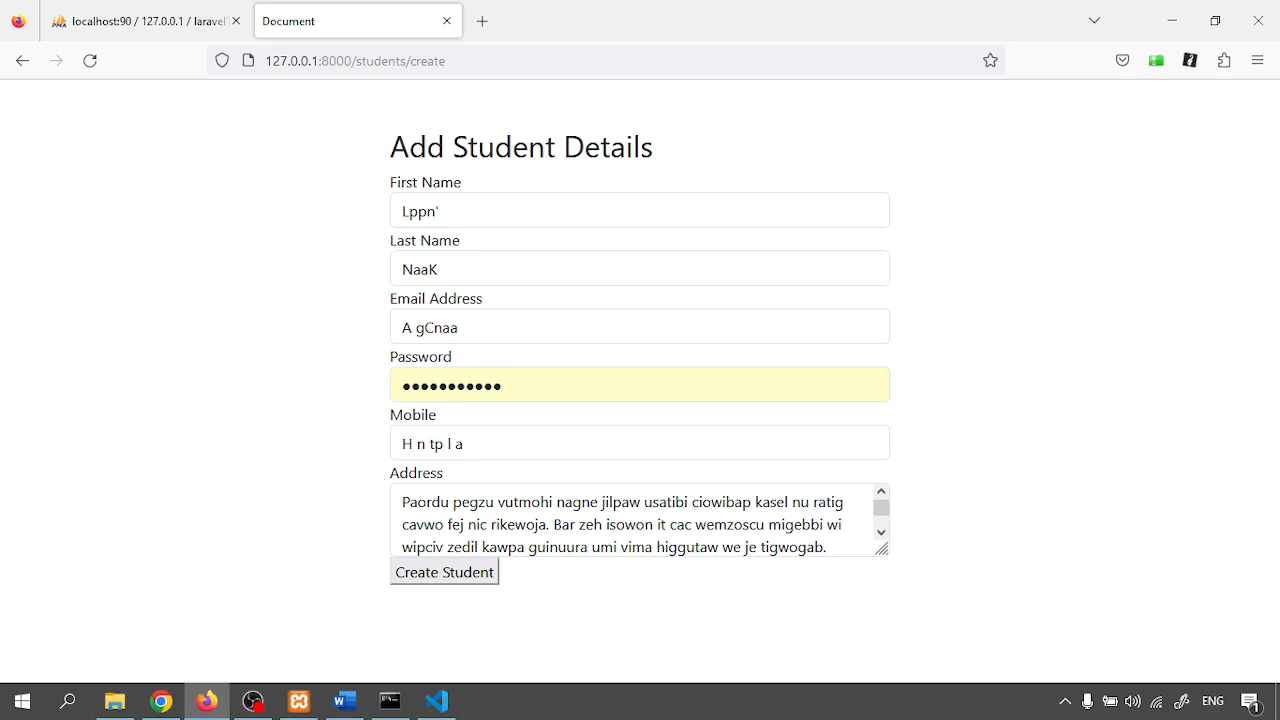 localhost:90 / 127.0.0.1 / laravel
Document
127.0.0.1:8000/students/create
Add Student Details
First Name
Lppn'
Last Name
NaaK
Email Address
A gCnaa
Password
Mobile
H n tp l a
Address
Paordu pegzu vutmohi nagne jilpaw usatibi ciowibap kasel nu ratig
cavwo fej nic rikewoja. Bar zeh isowon it cac wemzoscu migebbi wi
wipciv zedil kawpa guinuura umi vima higgutaw we je tigwogab.
Create Student
ENG
1